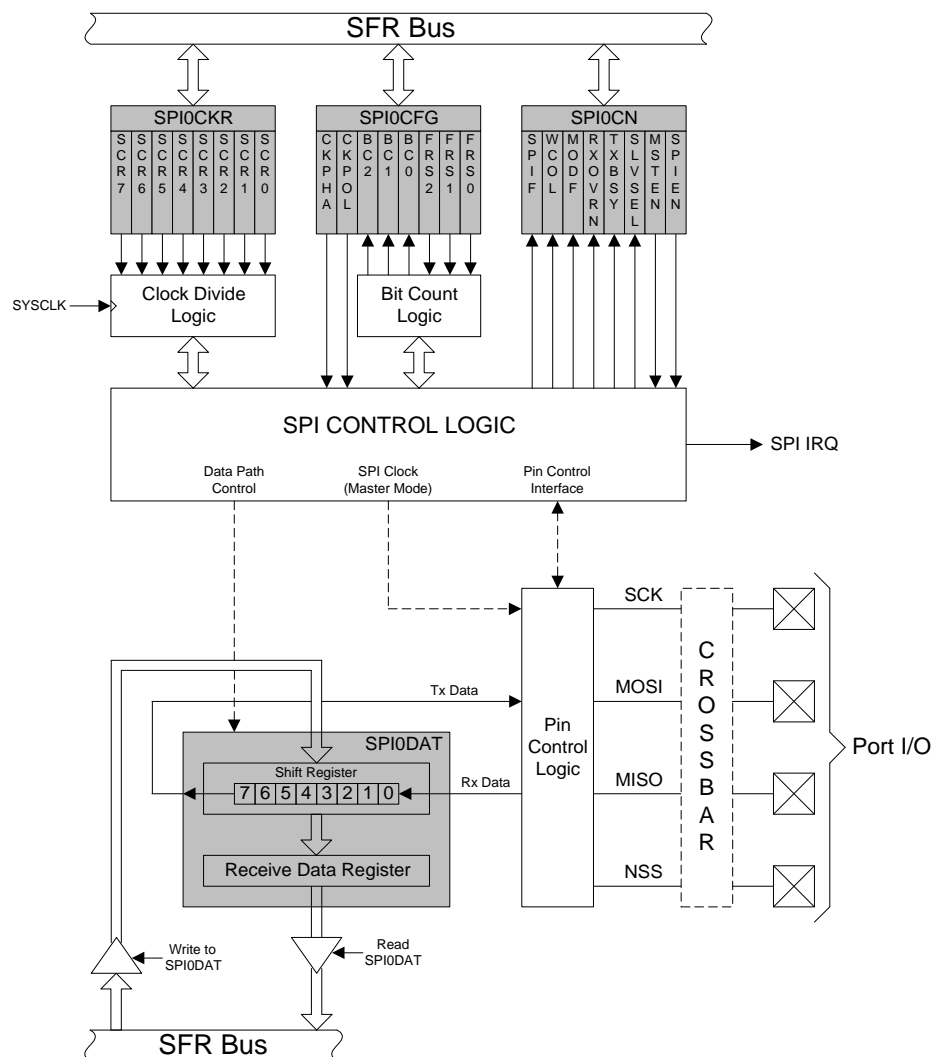 SFR Bus
SPI0CKR
SCR7
SCR6
SCR5
SCR4
SCR3
SCR2
SCR1
SCR0
SPI0CFG
CKPHA
CKPOL
BC2
BC1
BC0
FRS2
FRS1
FRS0
SPI0CN
SPIF
WCOL
MODF
RXOVRN
TXBSY
SLVSEL
MSTEN
SPIEN
SYSCLK
Clock Divide
Logic
Bit Count
Logic
SPI CONTROL LOGIC
SPI IRQ
Data Path
Control
SPI Clock
(Master Mode)
Pin Control
Interface
SCK
MOSI
MISO
NSS
Pin
Control
Logic
CROSSBAR
Port I/O
Tx Data
SPI0DAT
Shift Register
7 6 5 4 3 2 1 0
Rx Data
Receive Data Register
Write to
SPI0DAT
Read
SPI0DAT
SFR Bus